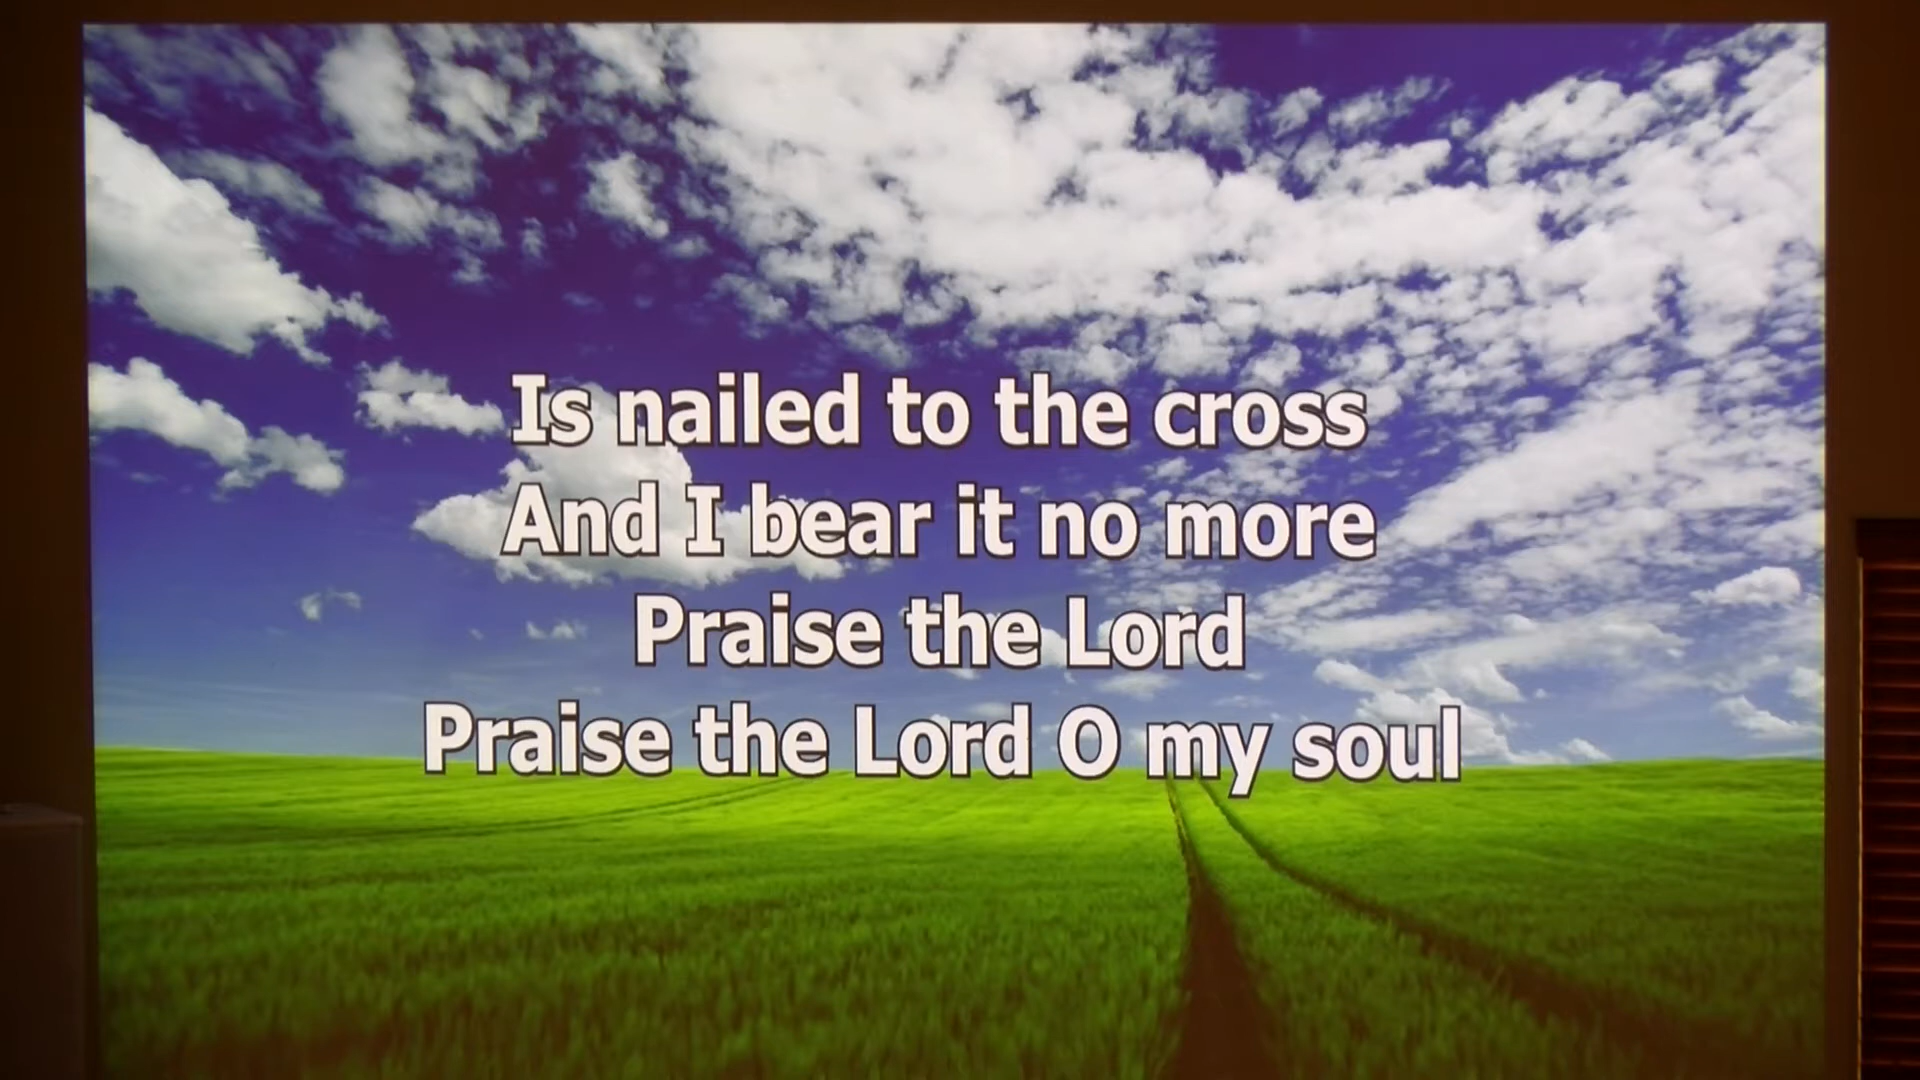 Is nailed to the cross
And I bear it no more
Praise the Lord
Praise the Lord O my soul